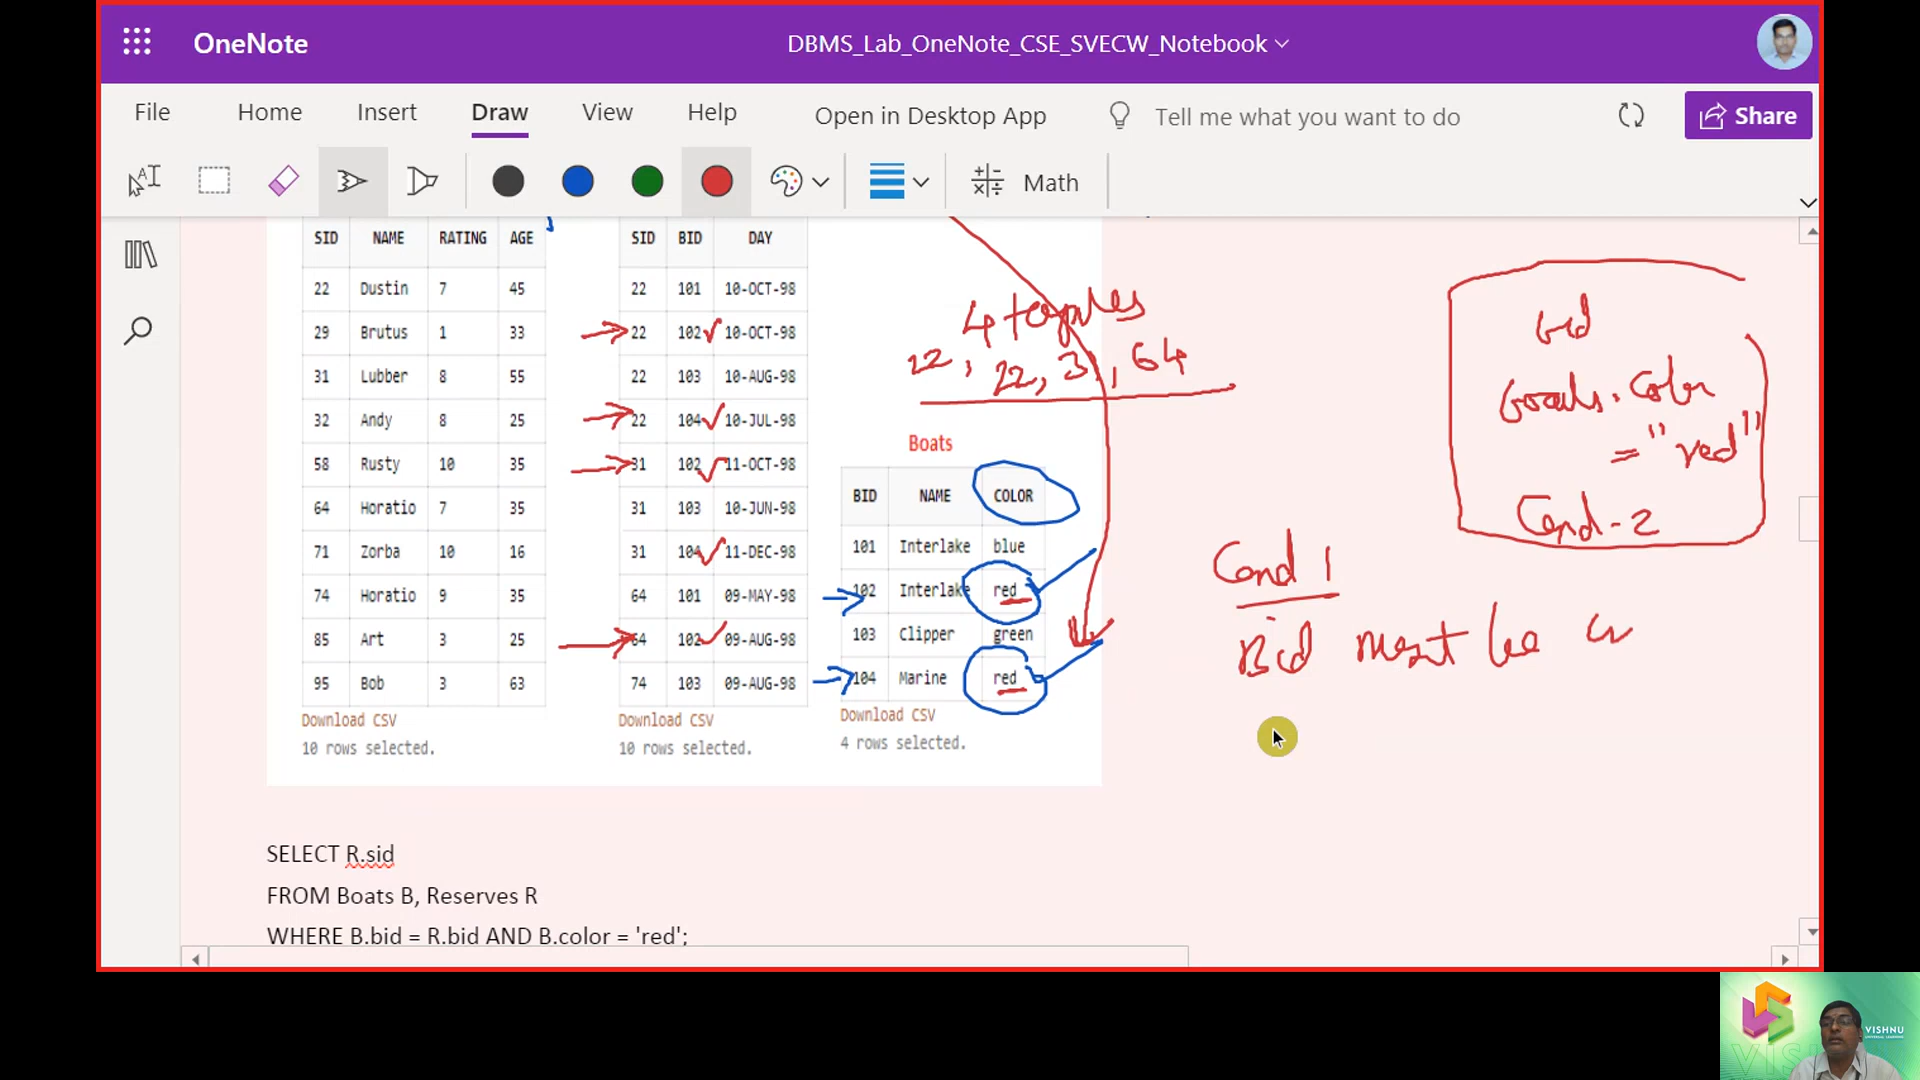 OneNote
DBMS_Lab_OneNote_CSE_SVECW_Notebook
File Home Insert Draw View Help Open in Desktop App Tell me what you want to do Share
Math
SID NAME RATING AGE
22 Dustin 7 45
29 Brutus 1 33
31 Lubber 8 55
32 Andy 8 25
58 Rusty 10 35
64 Horatio 7 35
71 Zorba 10 16
74 Horatio 9 35
85 Art 3 25
95 Bob 3 63
Download CSV
10 rows selected.
SID BID DAY
22 101 10-OCT-98
22 102 10-OCT-98
22 103 10-AUG-98
22 104 10-JUL-98
31 102 11-OCT-98
31 103 10-JUN-98
31 104 11-DEC-98
64 101 09-MAY-98
64 102 09-AUG-98
74 103 09-AUG-98
Download CSV
10 rows selected.
4 tuples
22, 22, 31, 64
Boats
BID NAME COLOR
101 Interlake blue
102 Interlake red
103 Clipper green
104 Marine red
Download CSV
4 rows selected.
bid
boats.color
= "red"
Cond-2
Cond 1
Bid must be
SELECT R.sid
FROM Boats B, Reserves R
WHERE B.bid = R.bid AND B.color = 'red';
VISHNU
UNIVERSAL LEARNING